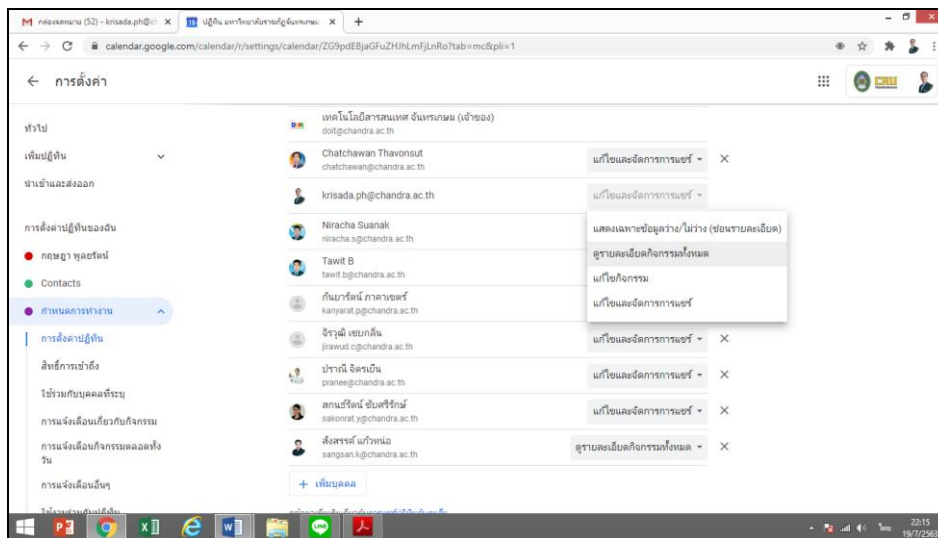 กล่องจดหมาย (52) - krisada.ph@c
ปฏิทิน มหาวิทยาลัยราชภัฏจันทรเกษม
calendar.google.com/calendar/r/settings/calendar/ZG9pdEBjaGFuZHJhLmFjLnRo?tab=mc&pli=1
การตั้งค่า
CRU
ทั่วไป
เพิ่มปฏิทิน
นำเข้าและส่งออก
การตั้งค่าปฏิทินของฉัน
กฤษฎา พูลยรัตน์
Contacts
กำหนดการทำงาน
การตั้งค่าปฏิทิน
สิทธิ์การเข้าถึง
ใช้ร่วมกับบุคคลที่ระบุ
การแจ้งเตือนเกี่ยวกับกิจกรรม
การแจ้งเตือนกิจกรรมตลอดทั้ง
วัน
การแจ้งเตือนอื่นๆ
เทคโนโลยีสารสนเทศ จันทรเกษม (เจ้าของ)
doit@chandra.ac.th
Chatchawan Thavonsut
chatchawan@chandra.ac.th
แก้ไขและจัดการการแชร์
krisada.ph@chandra.ac.th
แก้ไขและจัดการการแชร์
Niracha Suanak
niracha.s@chandra.ac.th
Tawit B
tawit.b@chandra.ac.th
กันยารัตน์ ภาคาเขตร์
kanyarat.p@chandra.ac.th
แสดงเฉพาะข้อมูลว่าง/ไม่ว่าง (ซ่อนรายละเอียด)
ดูรายละเอียดกิจกรรมทั้งหมด
แก้ไขกิจกรรม
แก้ไขและจัดการการแชร์
จิรวุฒิ เชยกลิ่น
jirawud.c@chandra.ac.th
แก้ไขและจัดการการแชร์
ปราณี จิตรเย็น
pranee@chandra.ac.th
แก้ไขและจัดการการแชร์
สกนธ์รัตน์ ยับศรีรักษ์
sakonrat.y@chandra.ac.th
แก้ไขและจัดการการแชร์
สังสรรค์ แก้วหน่อ
sangsan.k@chandra.ac.th
ดูรายละเอียดกิจกรรมทั้งหมด
+ เพิ่มบุคคล
ไทย
22:15
19/7/2563